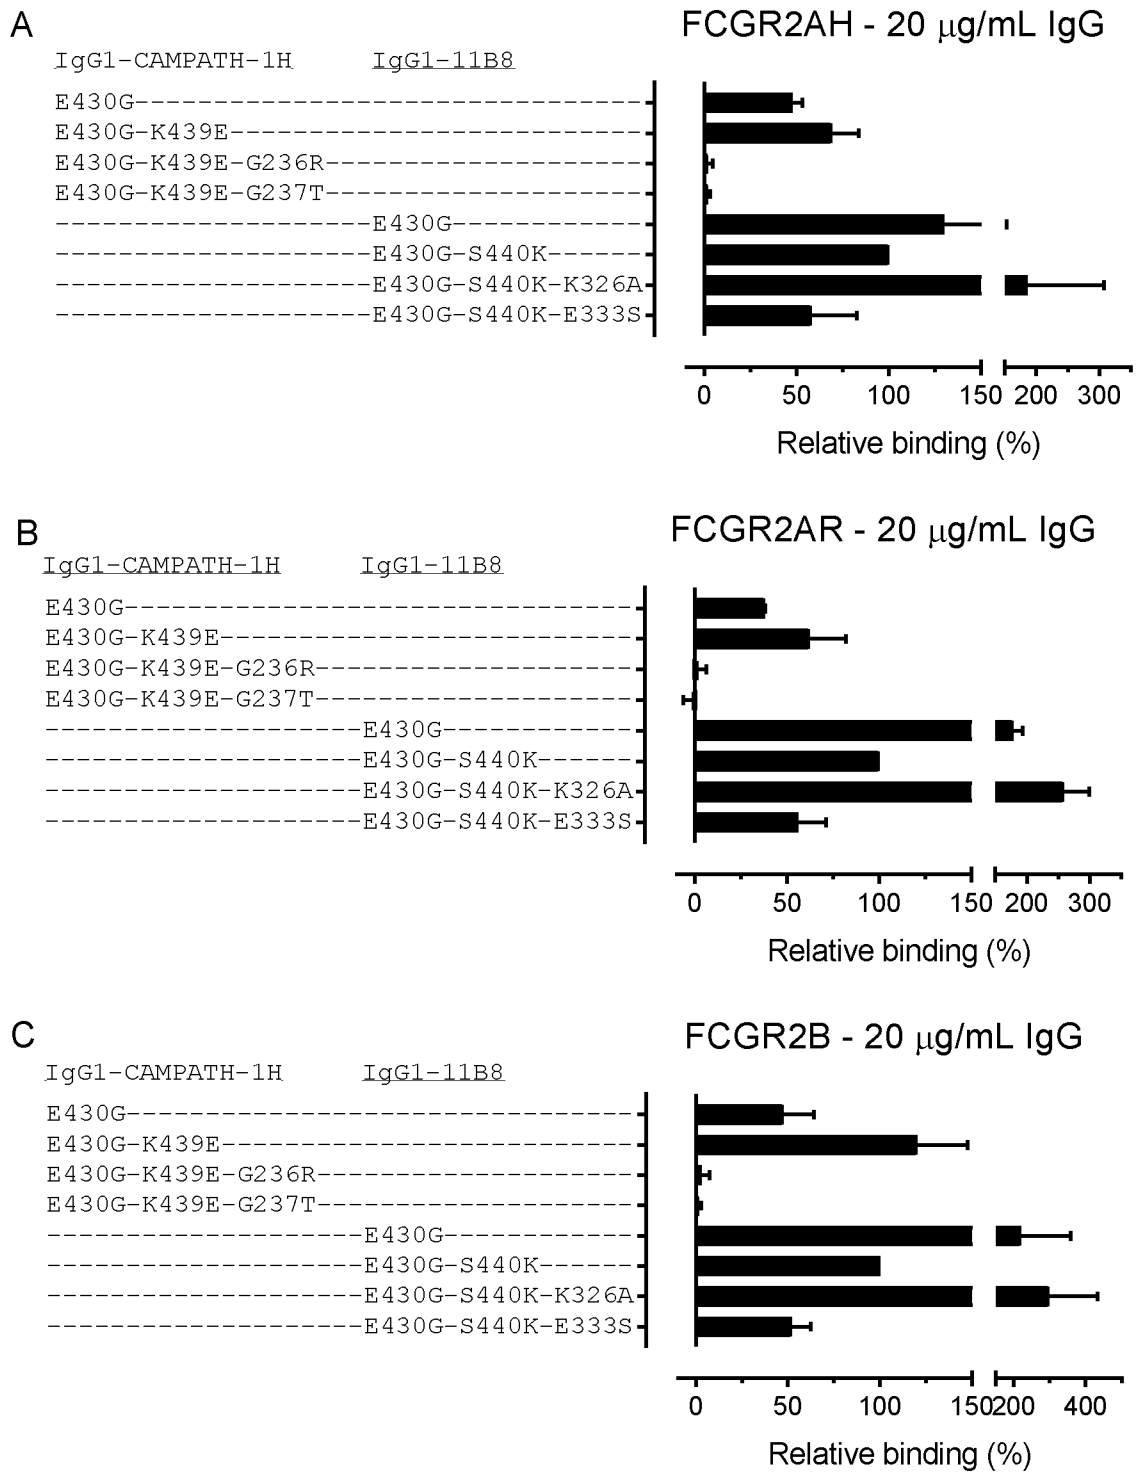 A
FCGR2AH - 20 μg/mL IgG
IgG1-CAMPATH-1H IgG1-11B8
E430G--------------------------------
E430G-K439E--------------------------
E430G-K439E-G236R--------------------
E430G-K439E-G237T--------------------
--------------------E430G------------
--------------------E430G-S440K------
--------------------E430G-S440K-K326A
--------------------E430G-S440K-E333S
0 50 100 150 200 300
Relative binding (%)
B
FCGR2AR - 20 μg/mL IgG
IgG1-CAMPATH-1H IgG1-11B8
E430G--------------------------------
E430G-K439E--------------------------
E430G-K439E-G236R--------------------
E430G-K439E-G237T--------------------
--------------------E430G------------
--------------------E430G-S440K------
--------------------E430G-S440K-K326A
--------------------E430G-S440K-E333S
0 50 100 150 200 300
Relative binding (%)
C
FCGR2B - 20 μg/mL IgG
IgG1-CAMPATH-1H IgG1-11B8
E430G--------------------------------
E430G-K439E--------------------------
E430G-K439E-G236R--------------------
E430G-K439E-G237T--------------------
--------------------E430G------------
--------------------E430G-S440K------
--------------------E430G-S440K-K326A
--------------------E430G-S440K-E333S
0 50 100 150 200 400
Relative binding (%)